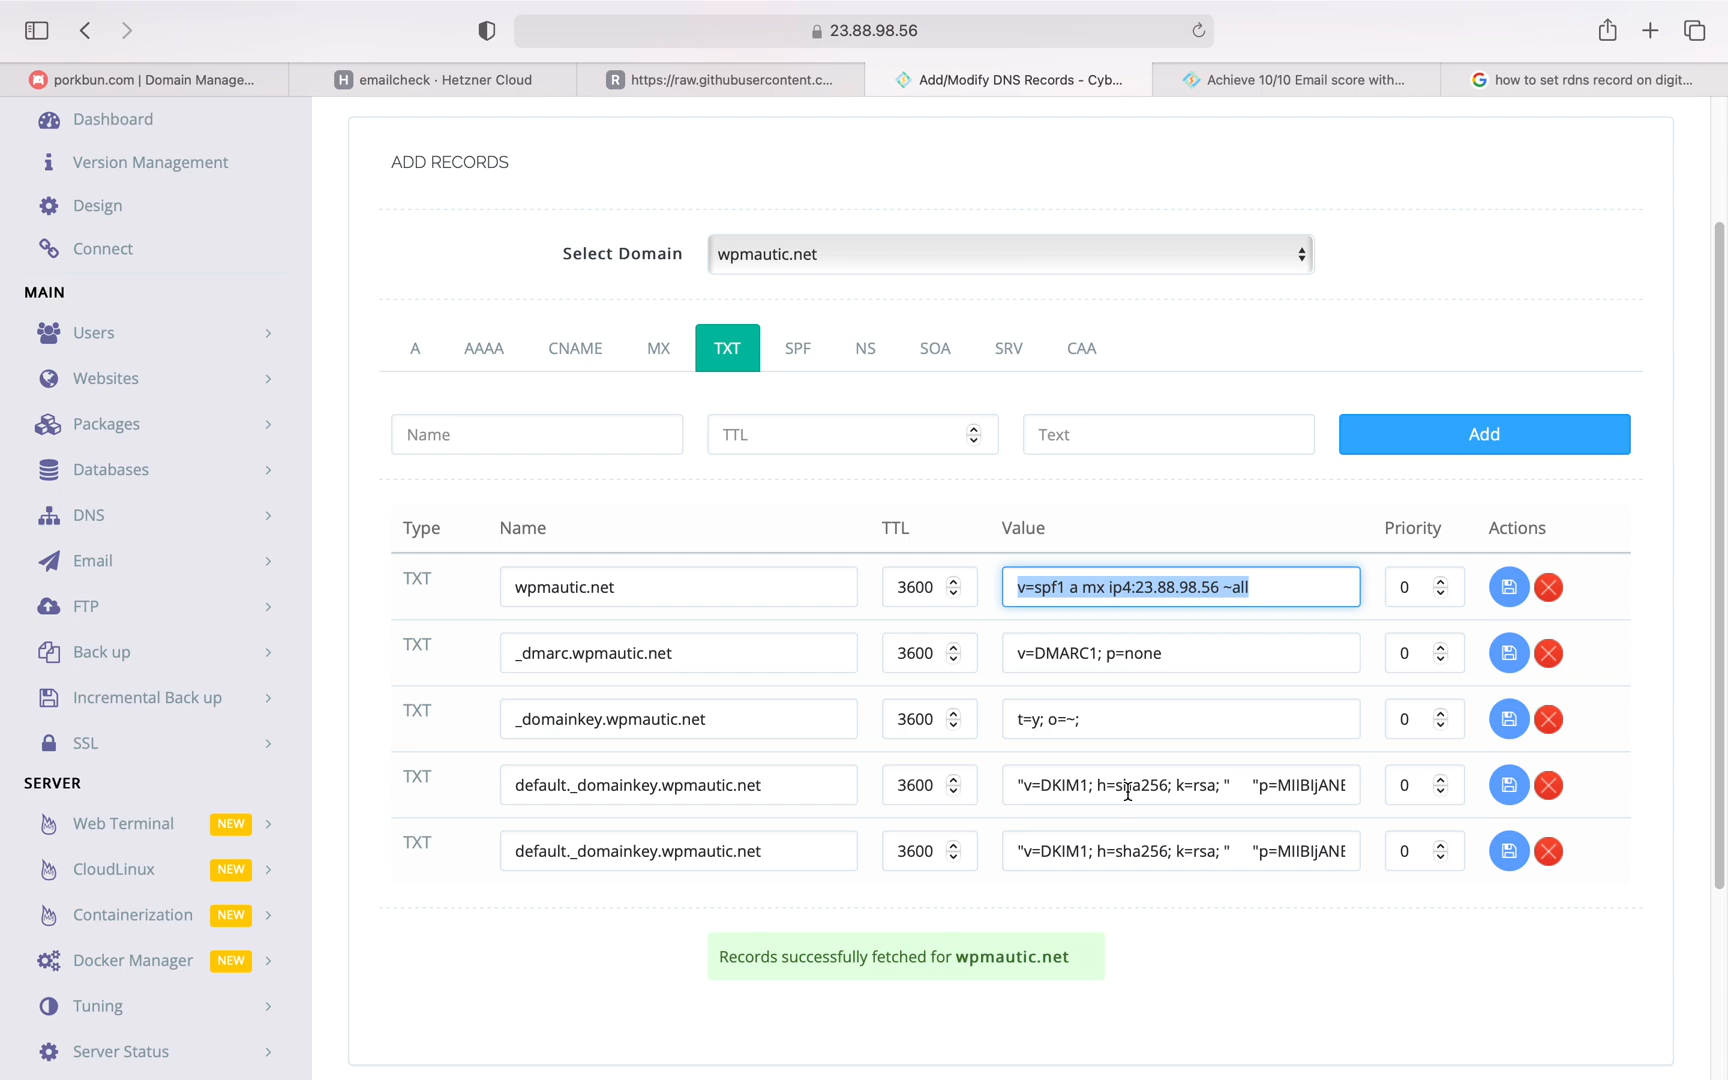 23.88.98.56
porkbun.com | Domain Manage...
H emailcheck · Hetzner Cloud
R https://raw.githubusercontent.c...
Add/Modify DNS Records - Cyb...
Achieve 10/10 Email score with...
G how to set rdns record on digit...
Dashboard
Version Management
Design
Connect
MAIN
Users
Websites
Packages
Databases
DNS
Email
FTP
Back up
Incremental Back up
SSL
SERVER
Web Terminal NEW
CloudLinux NEW
Containerization NEW
Docker Manager NEW
Tuning
Server Status
ADD RECORDS
Select Domain wpmautic.net
A AAAA CNAME MX TXT SPF NS SOA SRV CAA
Name TTL Text Add
Type Name TTL Value Priority Actions
TXT wpmautic.net 3600 v=spf1 a mx ip4:23.88.98.56 ~all 0
TXT _dmarc.wpmautic.net 3600 v=DMARC1; p=none 0
TXT _domainkey.wpmautic.net 3600 t=y; o=~; 0
TXT default._domainkey.wpmautic.net 3600 "v=DKIM1; h=sha256; k=rsa; " "p=MIIBIjANE 0
TXT default._domainkey.wpmautic.net 3600 "v=DKIM1; h=sha256; k=rsa; " "p=MIIBIjANE 0
Records successfully fetched for wpmautic.net